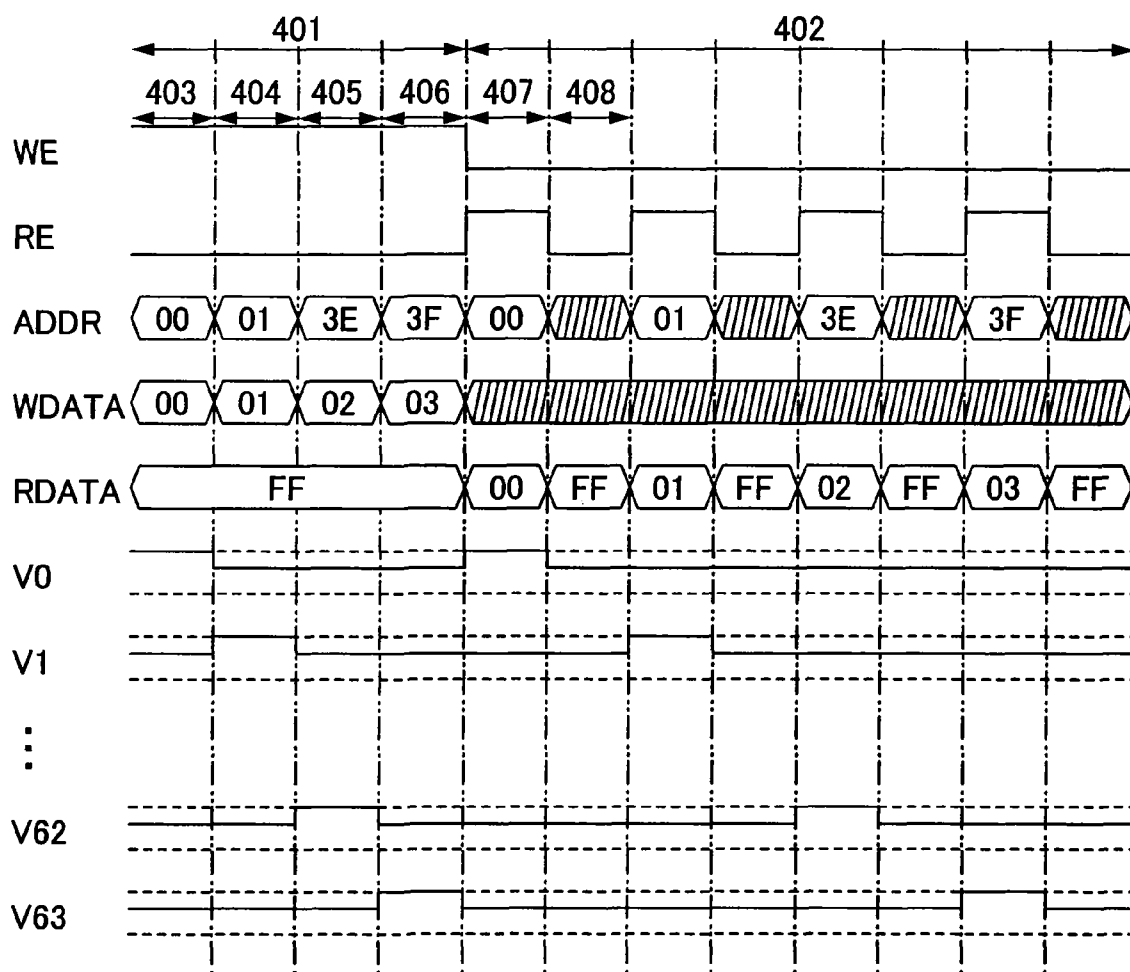 401 402
403 404 405 406 407 408
WE
RE
ADDR 00 01 3E 3F 00 01 3E 3F
WDATA 00 01 02 03
RDATA FF 00 FF 01 FF 02 FF 03 FF
V0
V1
⋮
V62
V63